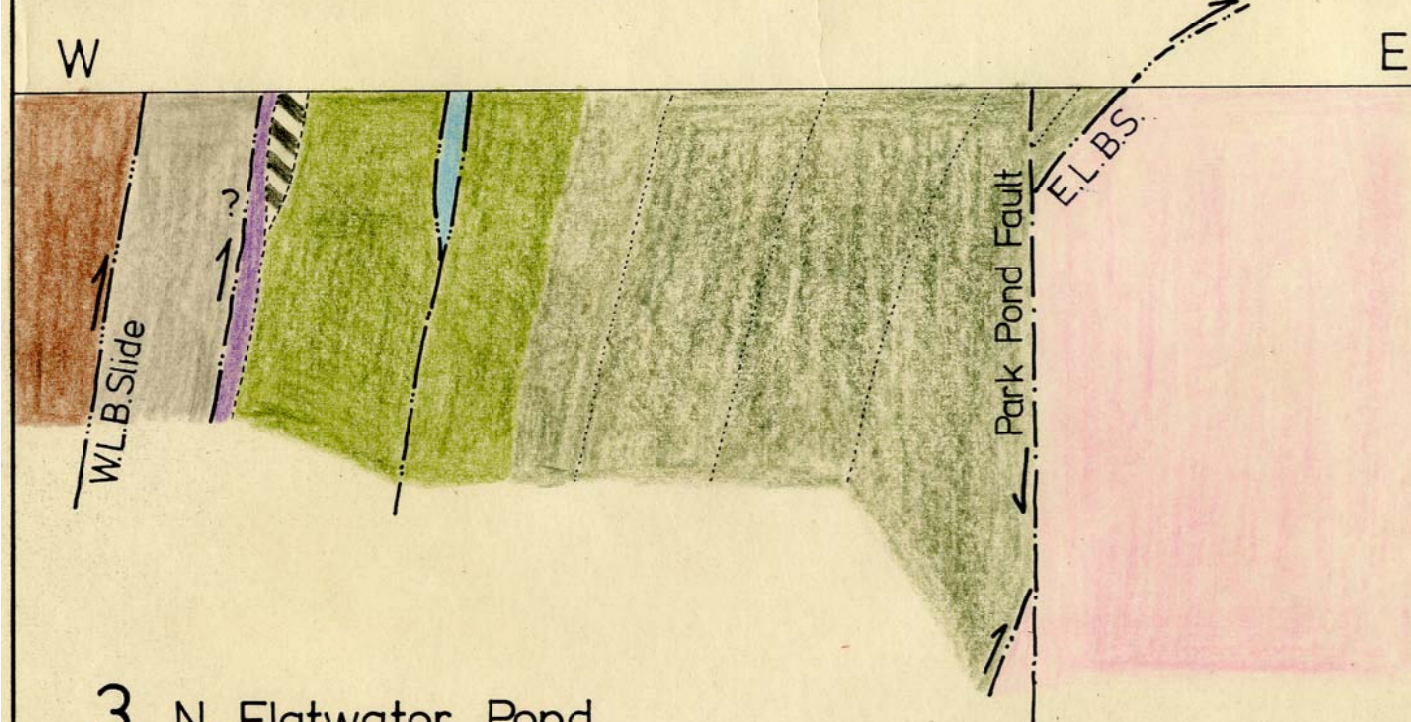 W
E
E.L.B.S.
?
Park Pond Fault
W.L.B. Slide
3 N. Flatwater Pond